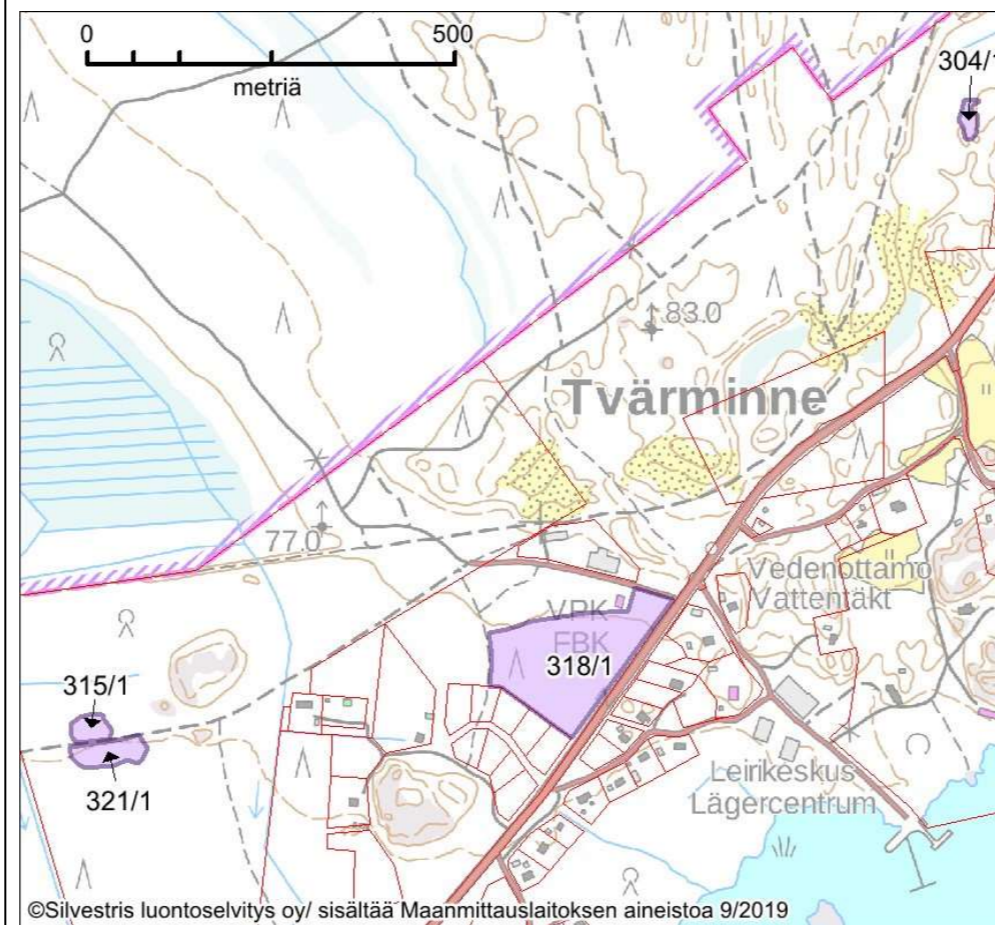 0 500
metriä
304/1
83.0
Tvärminne
77.0
Vedenottamo
Vattentäkt
VPK
FBK
318/1
315/1
321/1
Leirikeskus
Lägercentrum
©Silvestris luontoselvitys oy/ sisältää Maanmittauslaitoksen aineistoa 9/2019